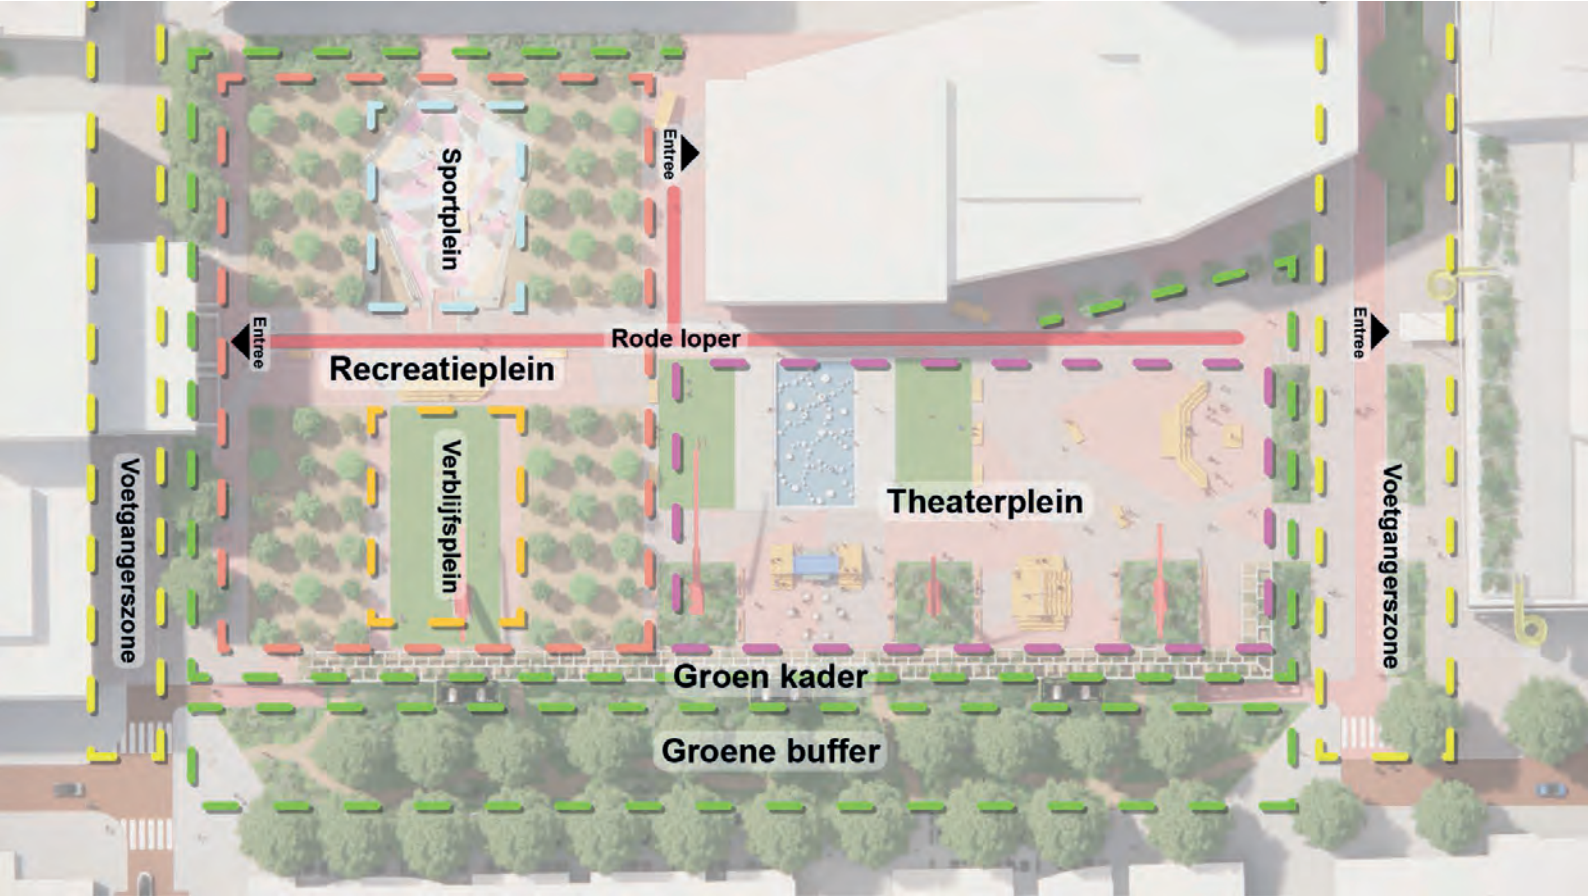 Entree
Sportplein
Rode loper
Entree
Entree
Recreatieplein
Verblijfsplein
Theaterplein
Voetgangerszone
Voetgangerszone
Groen kader
Groene buffer